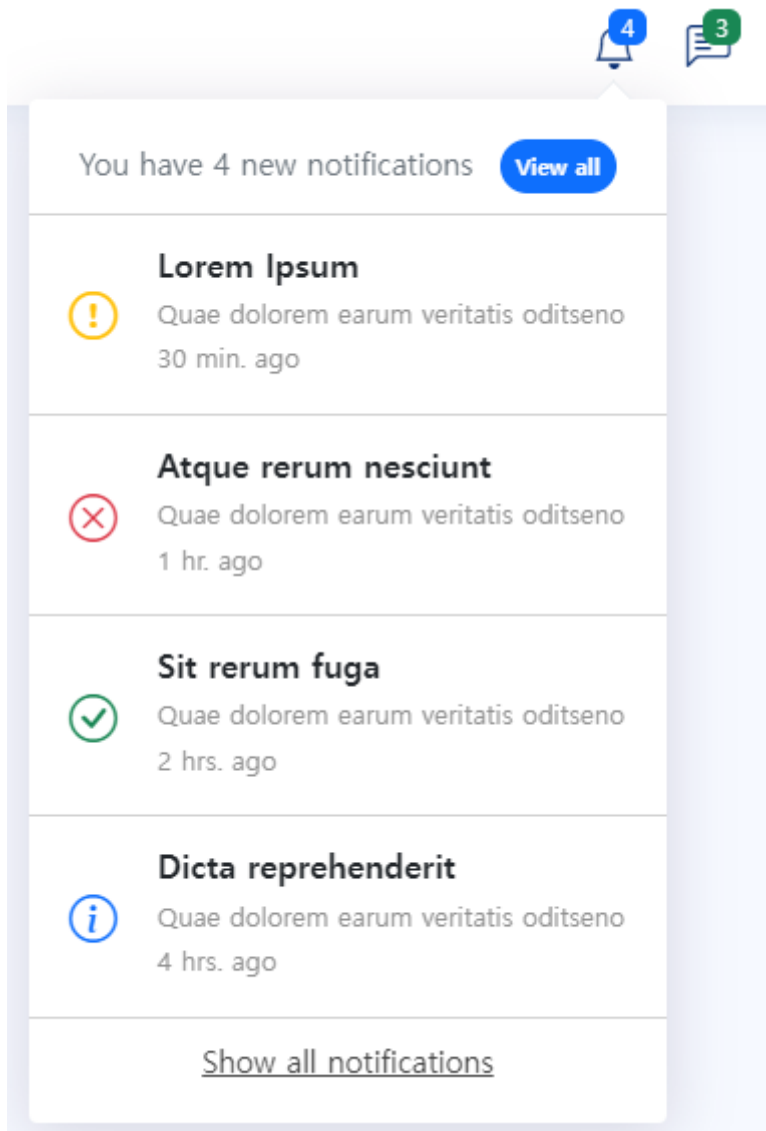 4
3
You have 4 new notifications
View all
Lorem Ipsum
Quae dolorem earum veritatis oditseno
30 min. ago
Atque rerum nesciunt
Quae dolorem earum veritatis oditseno
1 hr. ago
Sit rerum fuga
Quae dolorem earum veritatis oditseno
2 hrs. ago
Dicta reprehenderit
Quae dolorem earum veritatis oditseno
4 hrs. ago
Show all notifications